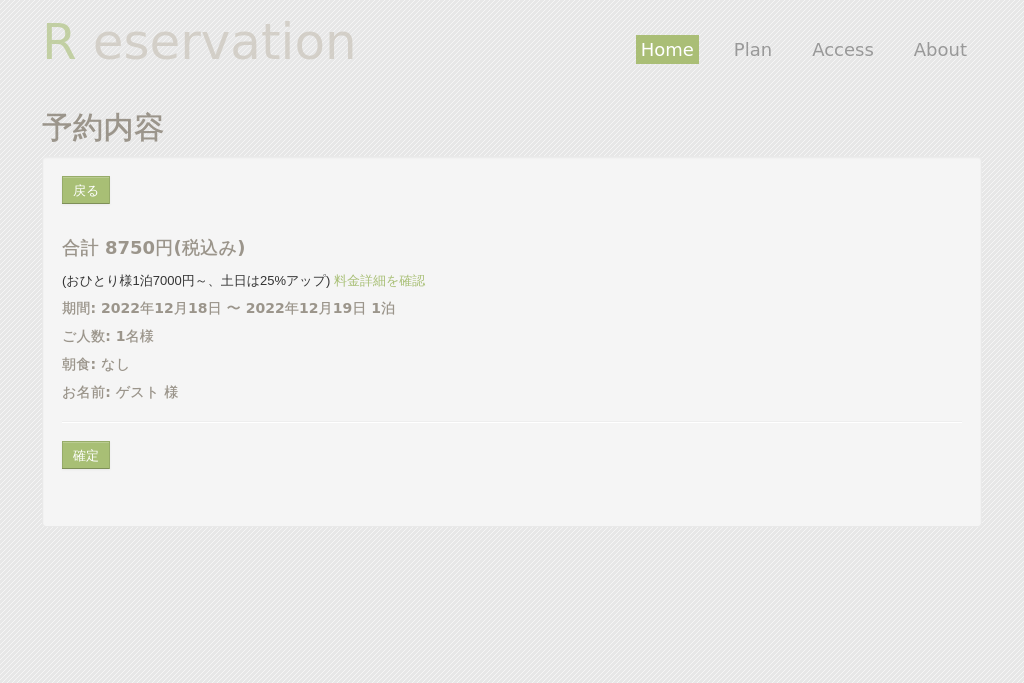 R eservation
Home Plan Access About
予約内容
戻る
合計 8750円(税込み)
(おひとり様1泊7000円～、土日は25%アップ) 料金詳細を確認
期間: 2022年12月18日 〜 2022年12月19日 1泊
ご人数: 1名様
朝食: なし
お名前: ゲスト 様
確定